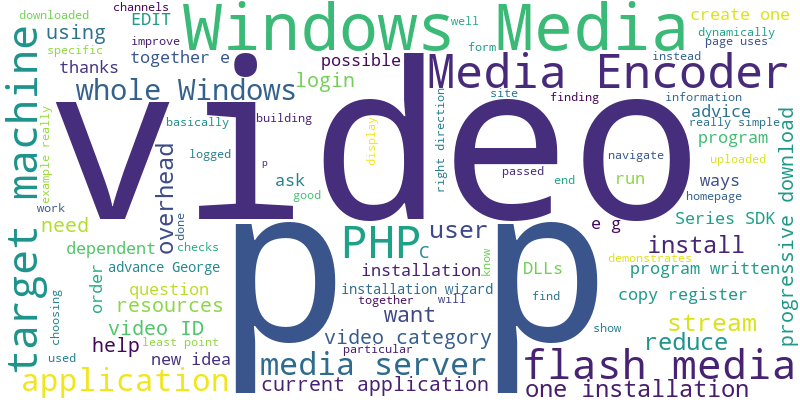 channels
downloaded
EDIT
Windows Media
well
create one
specific
improve
form
dynamically
page uses
using
together e
possible
instead
target machine
thanks
login
Media Encoder
whole Windows
finding
information
site
video
advice
really simple
example really
basically
building
display
right direction
program
progressive download
logged
p
passed
navigate
uploaded
overhead
ask
end
run
ways
work
good
homepage
need
p p
user
e g
Series SDK
done
PHP
C
dependent
checks
install
order
advance George
installation
know
DLLs
demonstrates
program written
question
installation wizard
choosing
resources
together
will
find
copy register
want
video ID
show
stream
help
least point
video category
reduce
particular
used
new idea
media server
flash media
application
current application
one installation